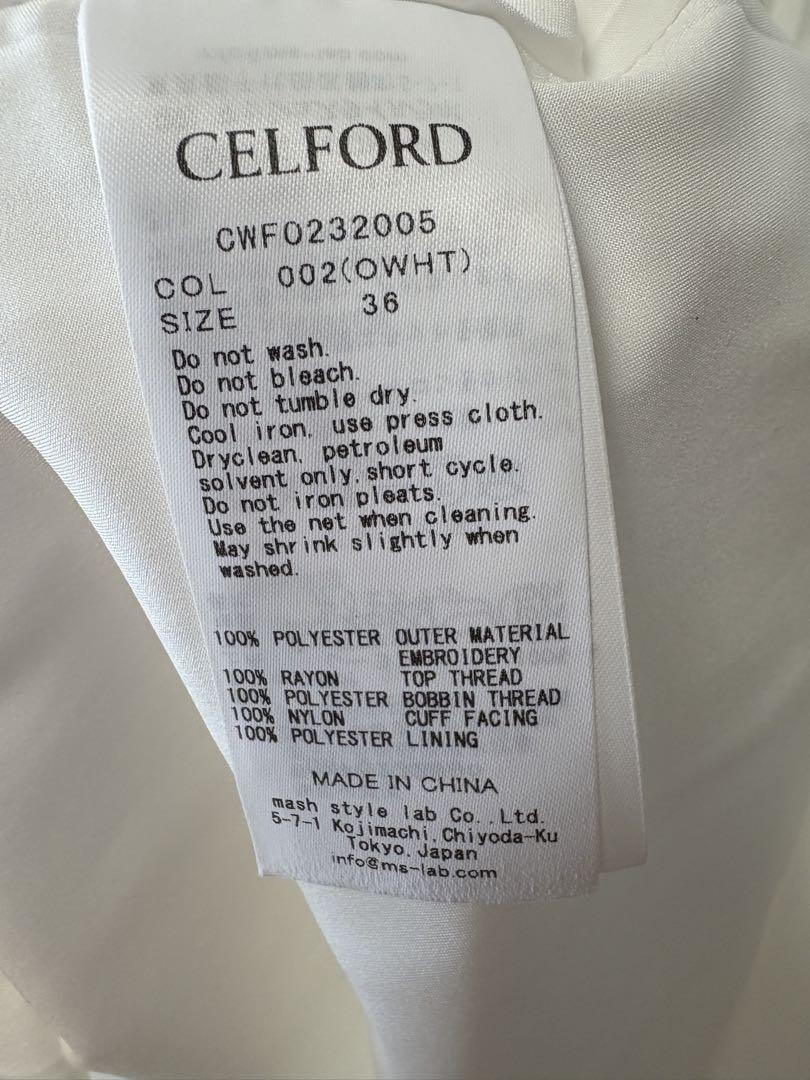 CELFORD
CWFO232005
COL 002(OWHT)
SIZE 36
Do not wash.
Do not bleach.
Do not tumble dry.
Cool iron, use press cloth.
Dryclean, petroleum
solvent only,short cycle.
Do not iron pleats.
Use the net when cleaning.
May shrink slightly when
washed.
100% POLYESTER OUTER MATERIAL
EMBROIDERY
100% RAYON TOP THREAD
100% POLYESTER BOBBIN THREAD
100% NYLON CUFF FACING
100% POLYESTER LINING
MADE IN CHINA
mash style lab Co.,Ltd.
5-7-1 Kojimachi,Chiyoda-Ku
Tokyo,Japan
info@ms-lab.com